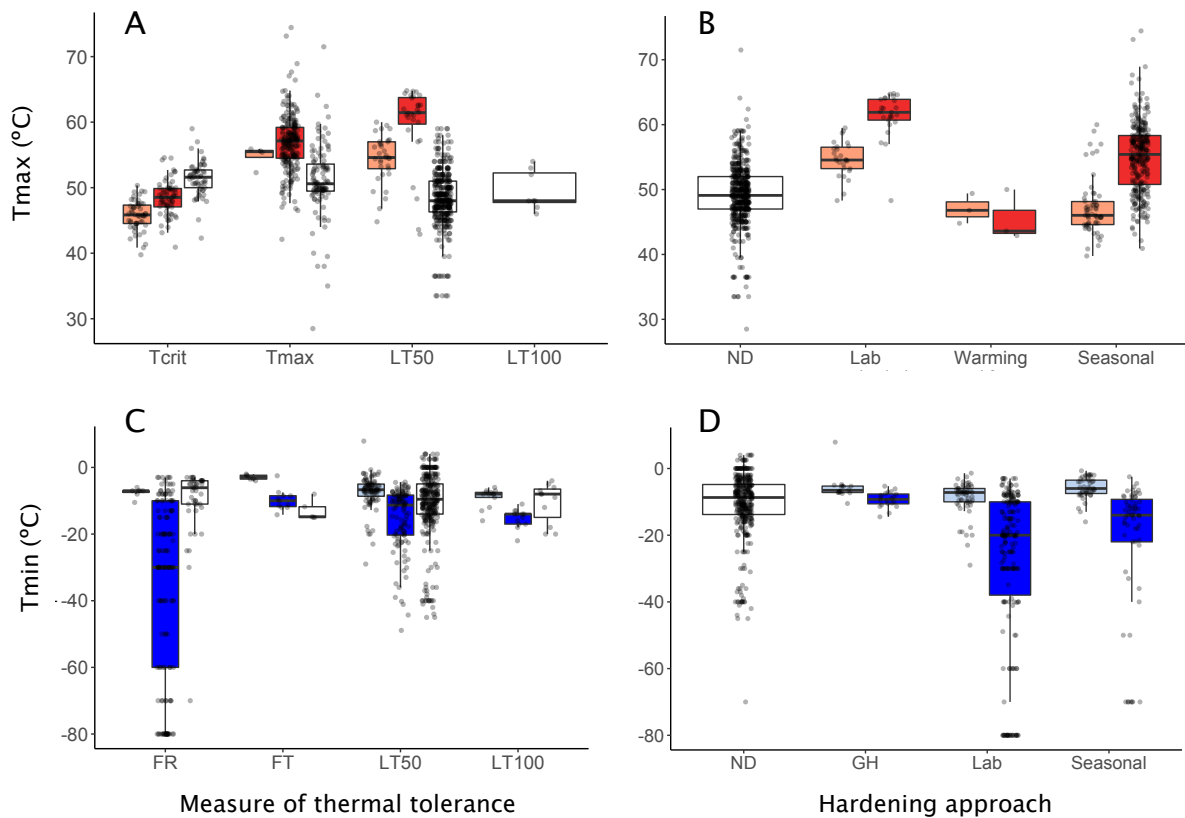 A
B
70
60
50
40
30
Tmax (ºC)
Tcrit
Tmax
LT50
LT100
70
60
50
40
30
ND
Lab
Warming
Seasonal
C
D
0
-20
-40
-60
-80
Tmin (ºC)
FR
FT
LT50
LT100
0
-20
-40
-60
-80
ND
GH
Lab
Seasonal
Measure of thermal tolerance
Hardening approach